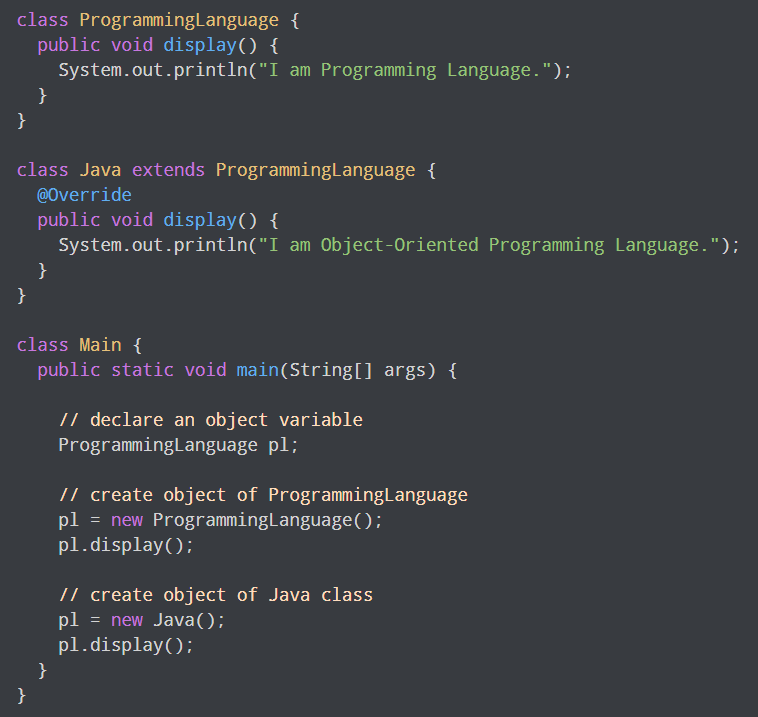 class ProgrammingLanguage {
  public void display() {
    System.out.println("I am Programming Language.");
  }
}

class Java extends ProgrammingLanguage {
  @Override
  public void display() {
    System.out.println("I am Object-Oriented Programming Language.");
  }
}

class Main {
  public static void main(String[] args) {

    // declare an object variable
    ProgrammingLanguage pl;

    // create object of ProgrammingLanguage
    pl = new ProgrammingLanguage();
    pl.display();

    // create object of Java class
    pl = new Java();
    pl.display();
  }
}